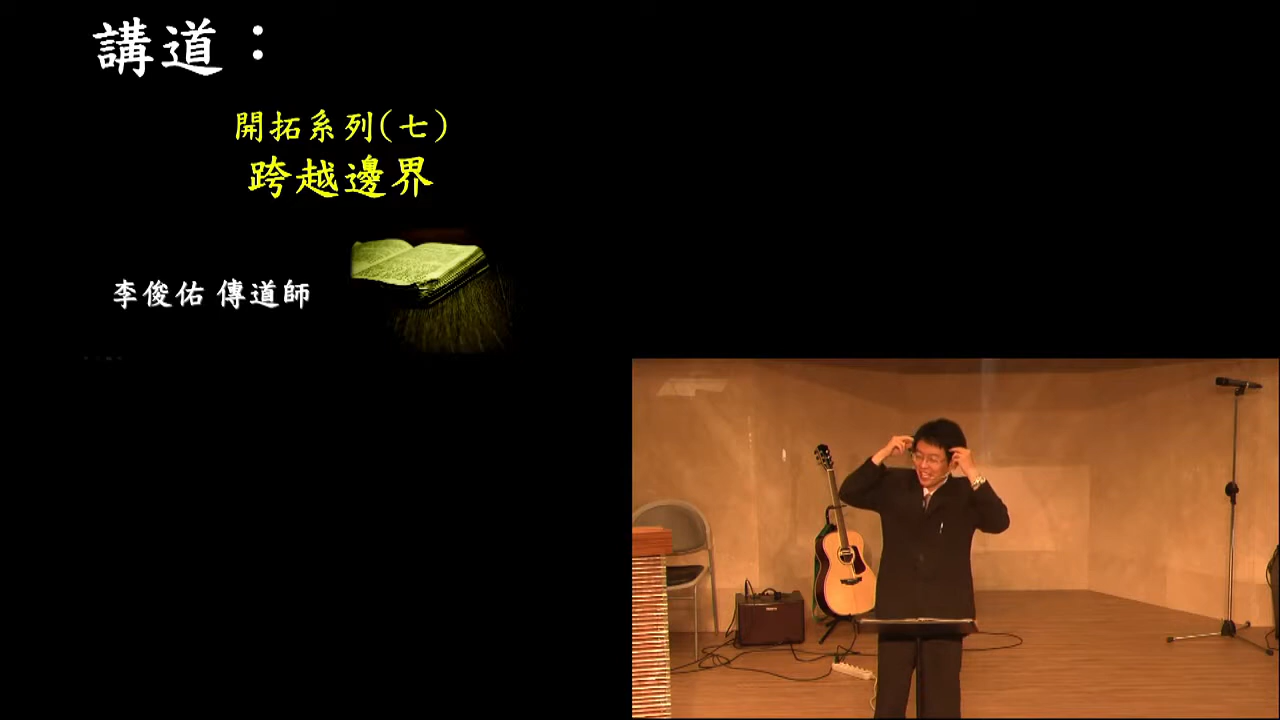 講道：
開拓系列(七)
跨越邊界
李俊佑 傳道師